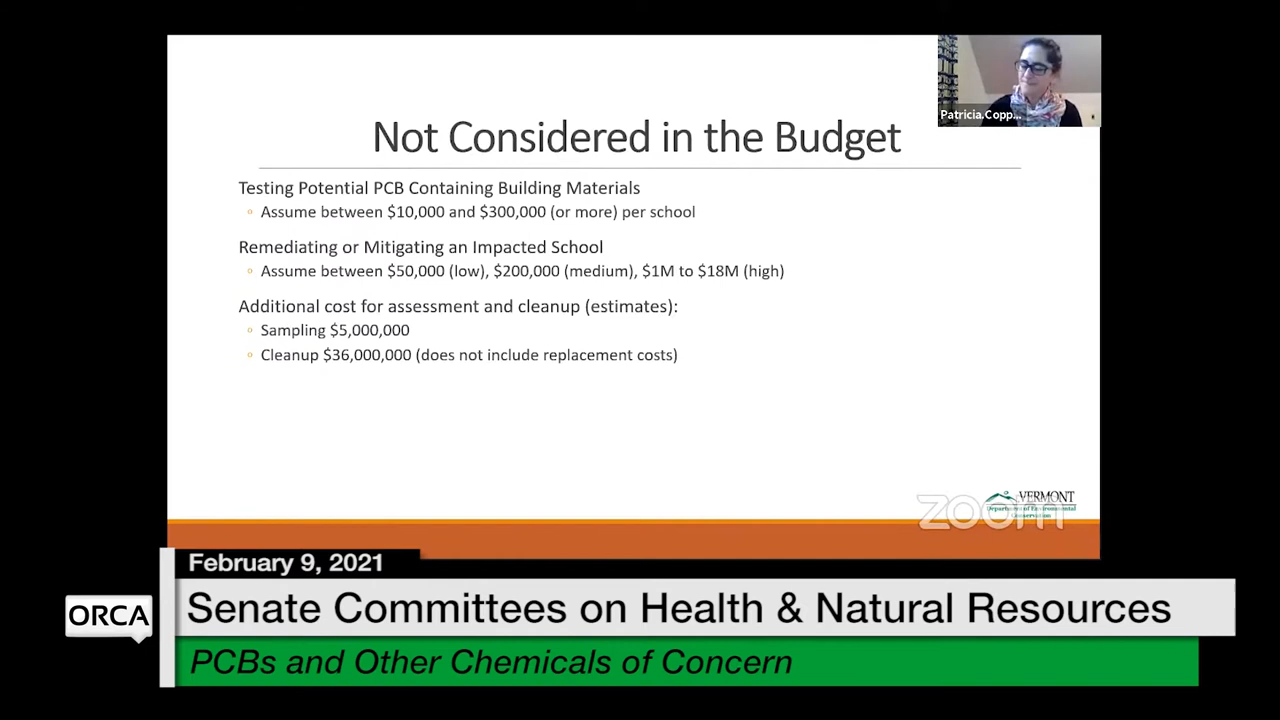 Patricia.Copp...
Not Considered in the Budget
Testing Potential PCB Containing Building Materials
Assume between $10,000 and $300,000 (or more) per school
Remediating or Mitigating an Impacted School
Assume between $50,000 (low), $200,000 (medium), $1M to $18M (high)
Additional cost for assessment and cleanup (estimates):
Sampling $5,000,000
Cleanup $36,000,000 (does not include replacement costs)
VERMONT
Department of Environmental
Conservation
zoom
February 9, 2021
ORCA
Senate Committees on Health & Natural Resources
PCBs and Other Chemicals of Concern